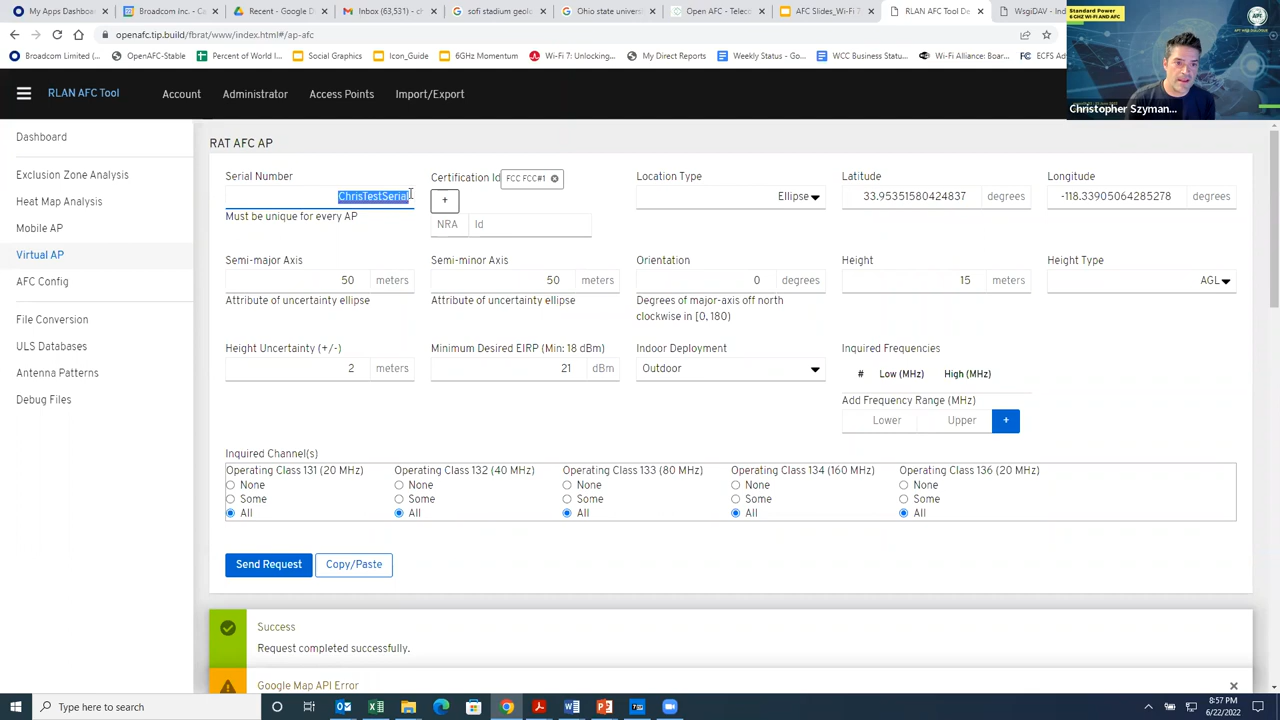 My Access Dashbo
Broadcom Inc. - Ca
Recent - Google D
Inbox (63,531) - ch
sofi stadium geolo
Ohio state univers
Open AFC - Teleco
AFC Slides_Wi-Fi 7
RLAN AFC Tool De
WsgiDAV - Ind
openafc.tip.build/fbrat/www/index.html#/ap-afc
Broadcom Limited (...
OpenAFC-Stable
Percent of World I...
Social Graphics
Icon_Guide
6GHz Momentum
Wi-Fi 7: Unlocking...
My Direct Reports
Weekly Status - Go...
WCC Business Status...
Wi-Fi Alliance: Boar...
ECFS Ad
Standard Power
6 GHZ WI-FI AND AFC
Christopher Szyman...
RLAN AFC Tool
Account
Administrator
Access Points
Import/Export
Dashboard
Exclusion Zone Analysis
Heat Map Analysis
Mobile AP
Virtual AP
AFC Config
File Conversion
ULS Databases
Antenna Patterns
Debug Files
RAT AFC AP
Serial Number
ChrisTestSerial
Must be unique for every AP
Certification Id
FCC FCC#1
+
NRA Id
Location Type
Ellipse
Latitude
33.95351580424837 degrees
Longitude
-118.33905064285278 degrees
Semi-major Axis
50 meters
Attribute of uncertainty ellipse
Semi-minor Axis
50 meters
Attribute of uncertainty ellipse
Orientation
0 degrees
Degrees of major-axis off north
clockwise in [0, 180)
Height
15 meters
Height Type
AGL
Height Uncertainty (+/-)
2 meters
Minimum Desired EIRP (Min: 18 dBm)
21 dBm
Indoor Deployment
Outdoor
Inquired Frequencies
# Low (MHz) High (MHz)
Add Frequency Range (MHz)
Lower Upper +
Inquired Channel(s)
Operating Class 131 (20 MHz)
None
Some
All
Operating Class 132 (40 MHz)
None
Some
All
Operating Class 133 (80 MHz)
None
Some
All
Operating Class 134 (160 MHz)
None
Some
All
Operating Class 136 (20 MHz)
None
Some
All
Send Request
Copy/Paste
Success
Request completed successfully.
Google Map API Error
Type here to search
8:57 PM
6/22/2022